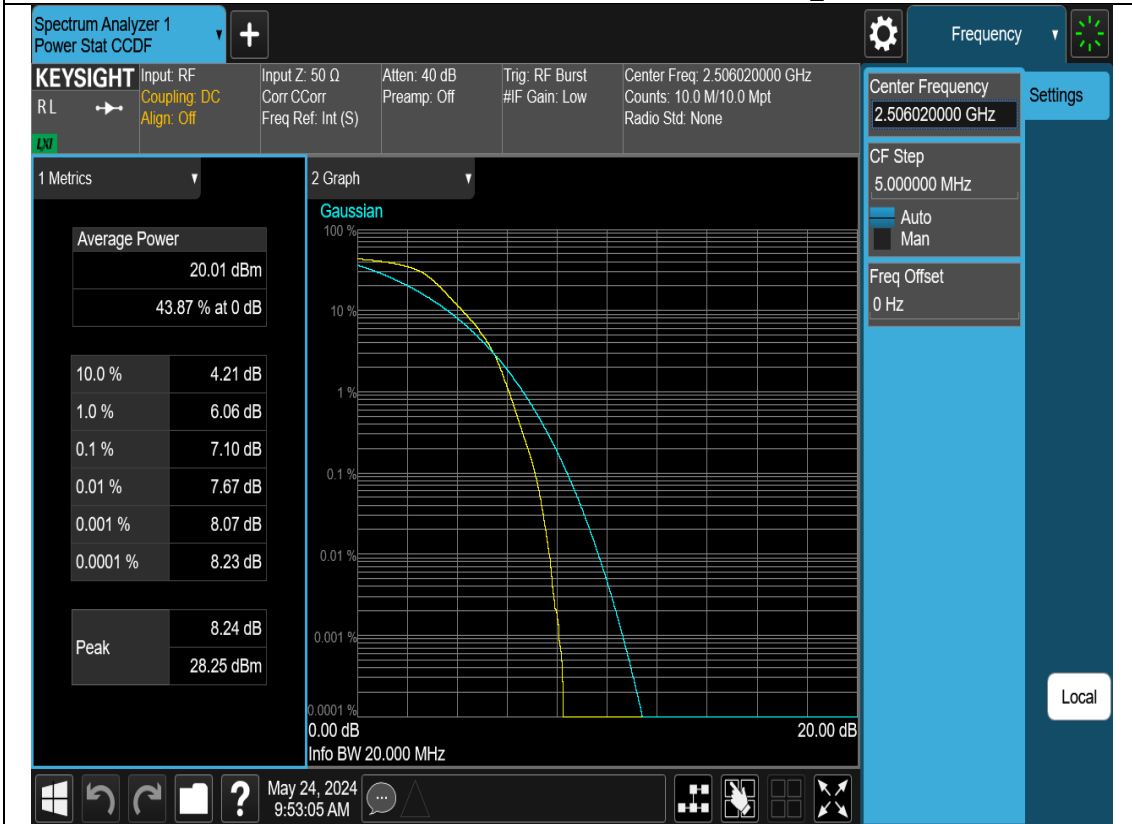 Spectrum Analyzer 1
Power Stat CCDF
Frequency
KEYSIGHT
RL
LXI
Input: RF
Coupling: DC
Align: Off
Input Z: 50 Ω
Corr CCorr
Freq Ref: Int (S)
Atten: 40 dB
Preamp: Off
Trig: RF Burst
#IF Gain: Low
Center Freq: 2.506020000 GHz
Counts: 10.0 M/10.0 Mpt
Radio Std: None
Center Frequency
2.506020000 GHz
Settings
CF Step
5.000000 MHz
Auto
Man
Freq Offset
0 Hz
Local
1 Metrics
Average Power
20.01 dBm
43.87 % at 0 dB
10.0 % 4.21 dB
1.0 % 6.06 dB
0.1 % 7.10 dB
0.01 % 7.67 dB
0.001 % 8.07 dB
0.0001 % 8.23 dB
Peak
8.24 dB
28.25 dBm
2 Graph
Gaussian
100 %
10 %
1 %
0.1 %
0.01 %
0.001 %
0.0001 %
0.00 dB 20.00 dB
Info BW 20.000 MHz
?
May 24, 2024
9:53:05 AM